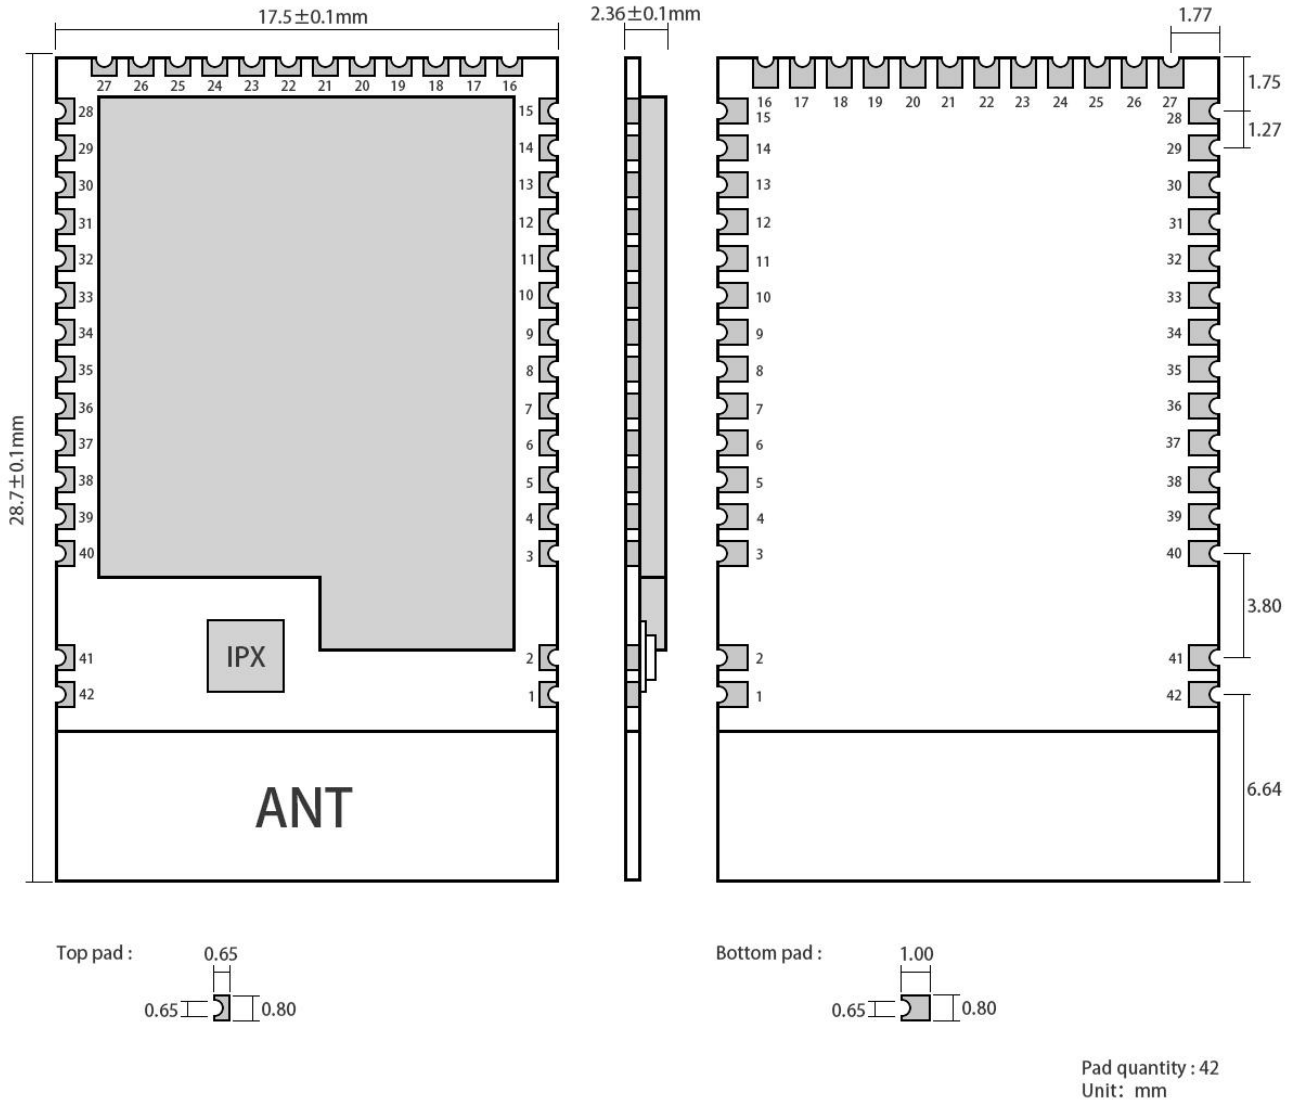 17.5±0.1mm
2.36±0.1mm
1.77
27 26 25 24 23 22 21 20 19 18 17 16
16 17 18 19 20 21 22 23 24 25 26 27
1.75
28 15 15 28
1.27
29 14 14 29
30 13 13 30
31 12 12 31
32 11 11 32
33 10 10 33
34 9 9 34
35 8 8 35
36 7 7 36
37 6 6 37
28.7±0.1mm
38 5 5 38
39 4 4 39
40 3 3 40
3.80
IPX
41 2 2 41
42 1 1 42
6.64
ANT
Top pad : 0.65
0.65 0.80
Bottom pad : 1.00
0.65 0.80
Pad quantity : 42
Unit: mm